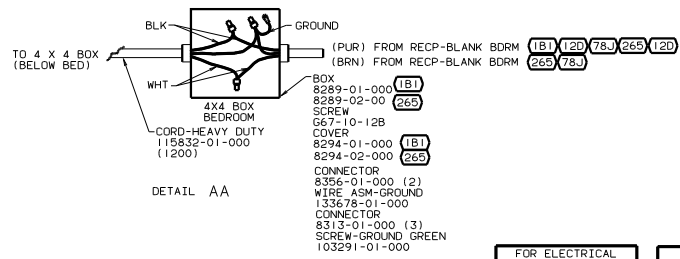 BLK
GROUND
TO 4 X 4 BOX
(BELOW BED)
(PUR) FROM RECP-BLANK BDRM 1B1 12D 78J 265 12D
(BRN) FROM RECP-BLANK BDRM 265 78J
WHT
4X4 BOX
BEDROOM
CORD-HEAVY DUTY
115832-01-000
(1200)
BOX
8289-01-000 1B1
8289-02-00 265
SCREW
G67-10-12B
COVER
8294-01-000 1B1
8294-02-000 265
CONNECTOR
8356-01-000 (2)
WIRE ASM-GROUND
133678-01-000
CONNECTOR
8313-01-000 (3)
SCREW-GROUND GREEN
103291-01-000
DETAIL AA
FOR ELECTRICAL